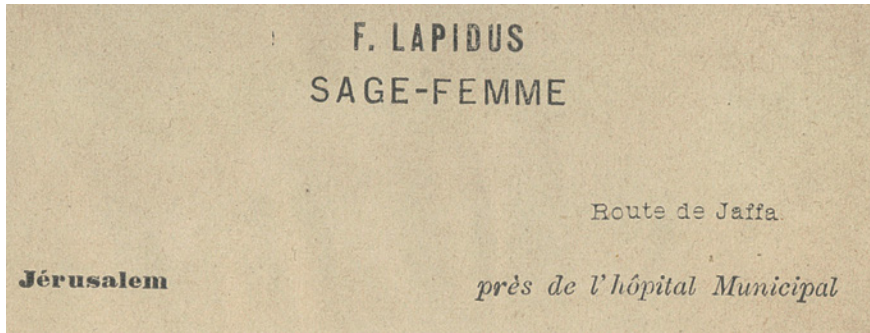 F. LAPIDUS
SAGE-FEMME
Route de Jaffa
Jérusalem
près de l'hôpital Municipal